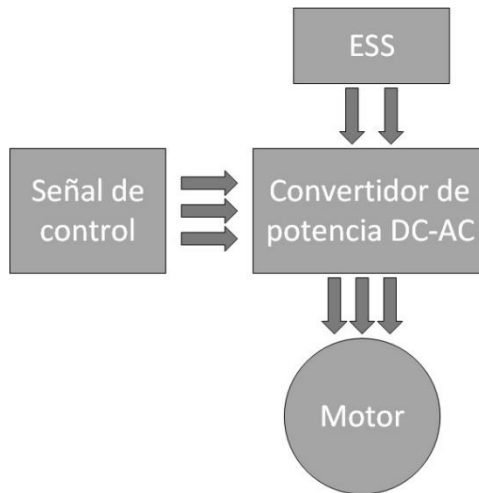 ESS
Señal de
control
Convertidor de
potencia DC-AC
Motor